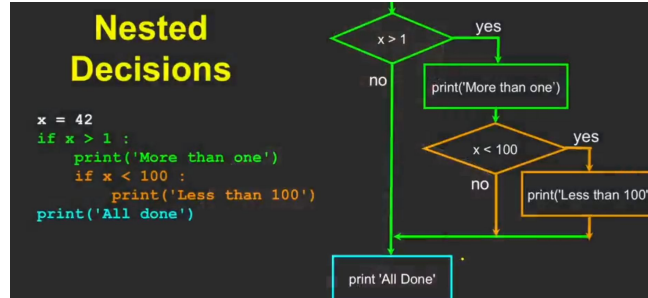 Nested
Decisions
x = 42
if x > 1 :
    print('More than one')
    if x < 100 :
        print('Less than 100')
print('All done')
x > 1
yes
no
print('More than one')
x < 100
yes
no
print('Less than 100'
print 'All Done'